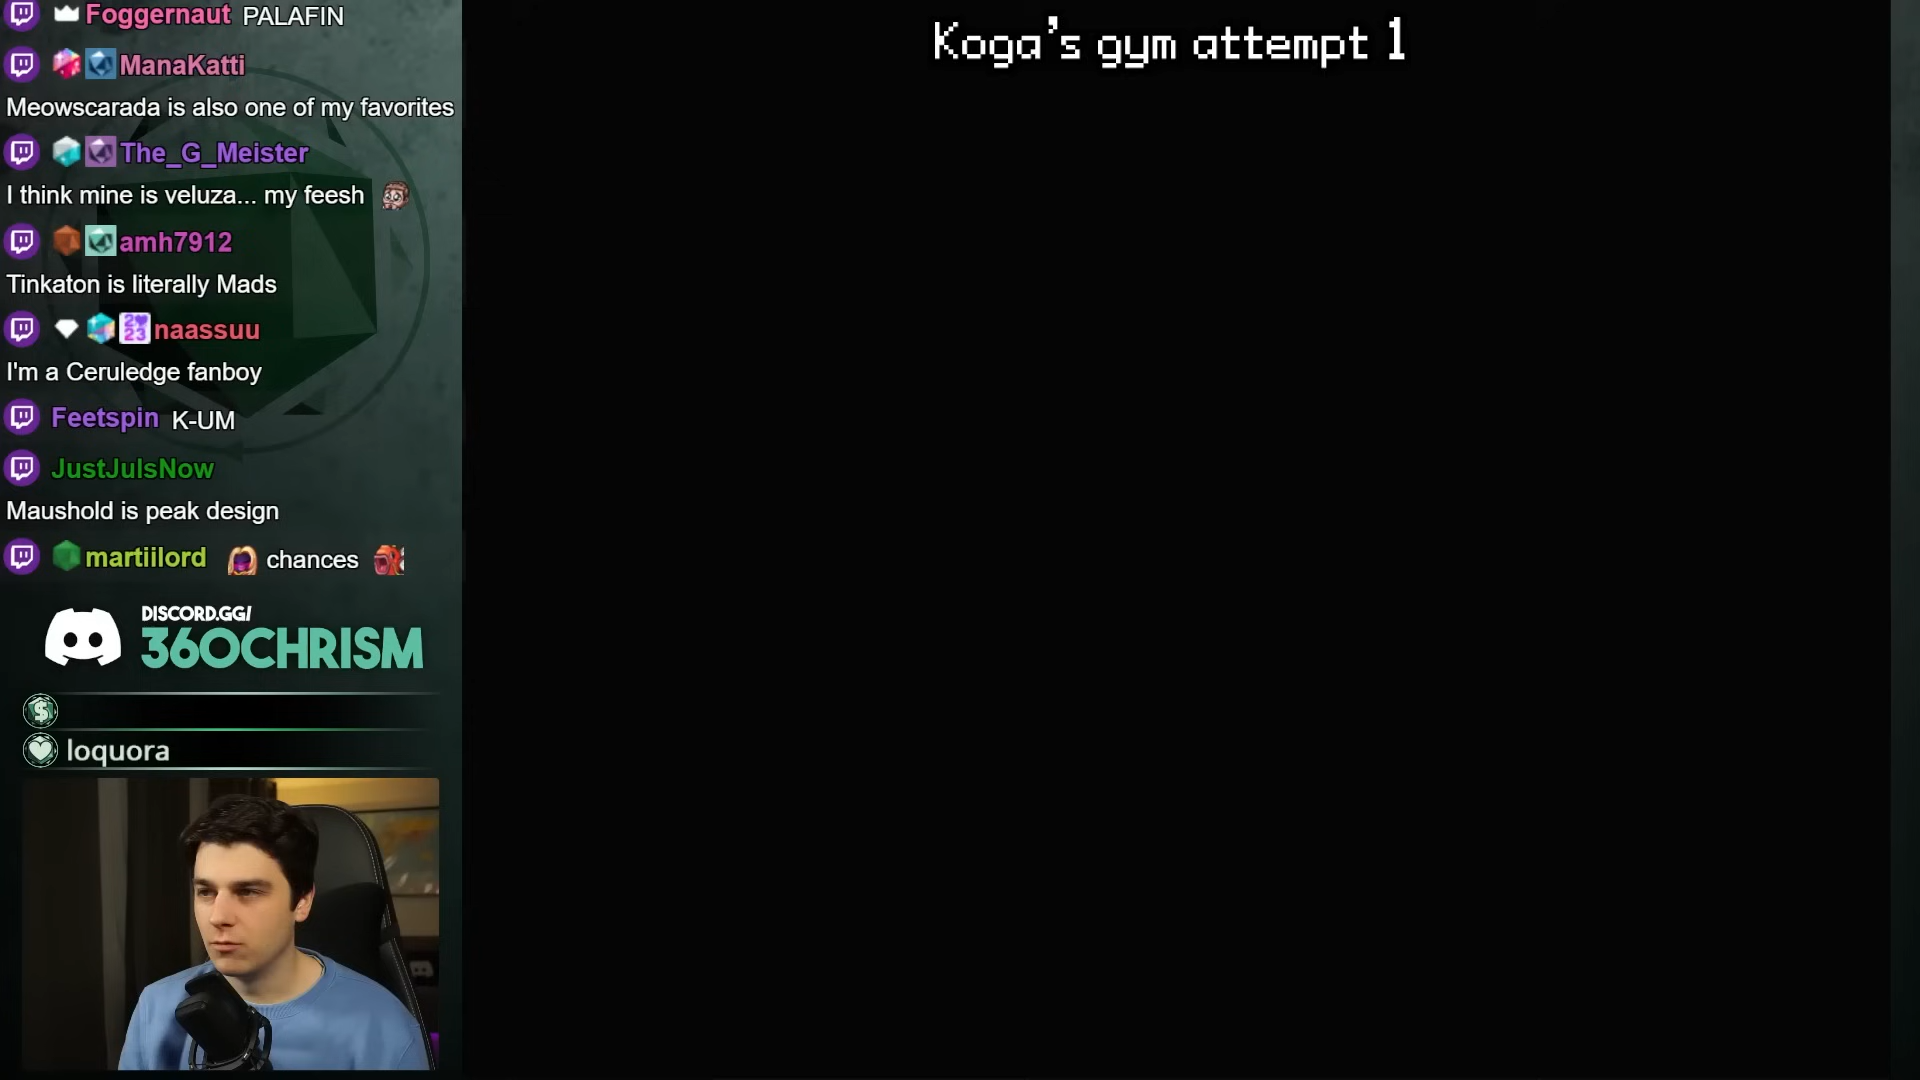 Foggernaut PALAFIN
ManaKatti
Meowscarada is also one of my favorites
The_G_Meister
I think mine is veluza... my feesh
amh7912
Tinkaton is literally Mads
2 23 naassuu
I'm a Ceruledge fanboy
Feetspin K-UM
JustJulsNow
Maushold is peak design
martiilord chances
DISCORD.GG/
360CHRISM
$
loquora
Koga's gym attempt 1